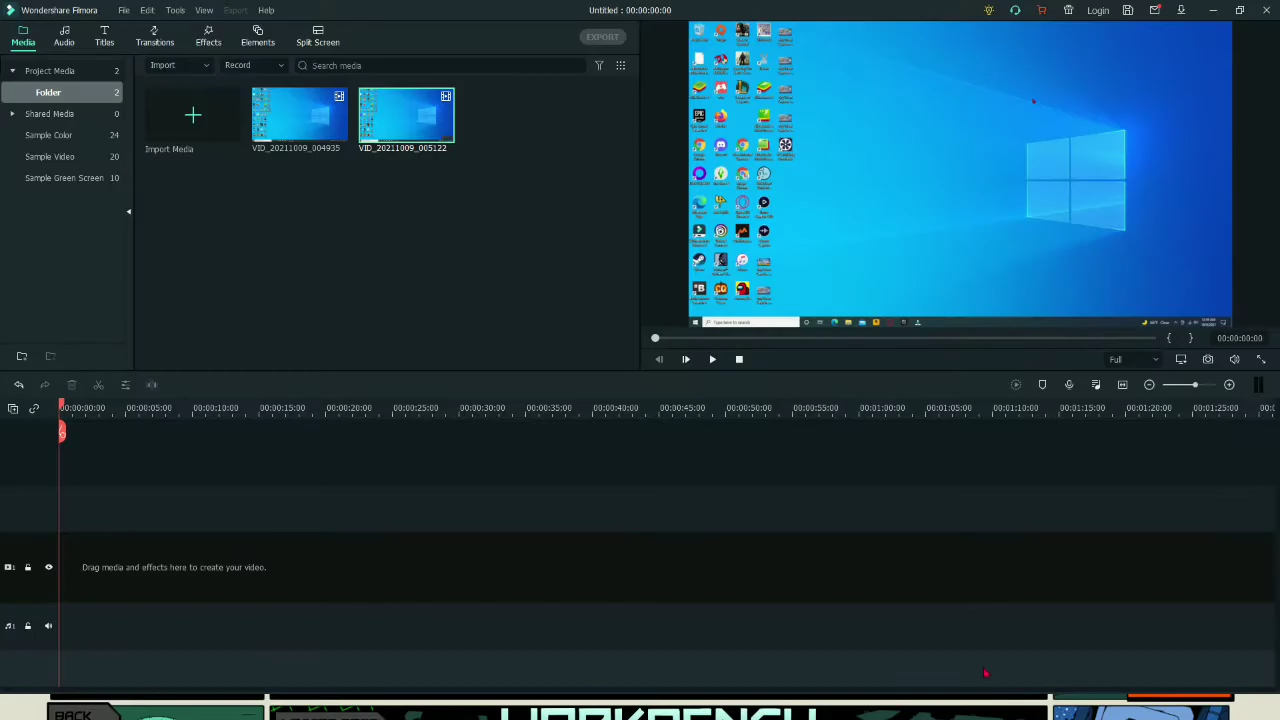 Wondershare Filmora File Edit Tools View Export Help Untitled : 00:00:00:00 Login
Media Audio Titles Transitions Effects Elements Split Screen EXPORT
Project Media 2 Import Record Search media
Folder 2
Shared Media 0
Sample Color 24
Import Media VID_20211009_004935 VID_20211009_005122
Sample Video 20
Sample Green Screen 10
Type here to search
00:00:00:00
Full
00:00:00:00 00:00:05:00 00:00:10:00 00:00:15:00 00:00:20:00 00:00:25:00 00:00:30:00 00:00:35:00 00:00:40:00 00:00:45:00 00:00:50:00 00:00:55:00 00:01:00:00 00:01:05:00 00:01:10:00 00:01:15:00 00:01:20:00 00:01:25:00
Drag media and effects here to create your video.
1
1
BACK
WORKBENCH